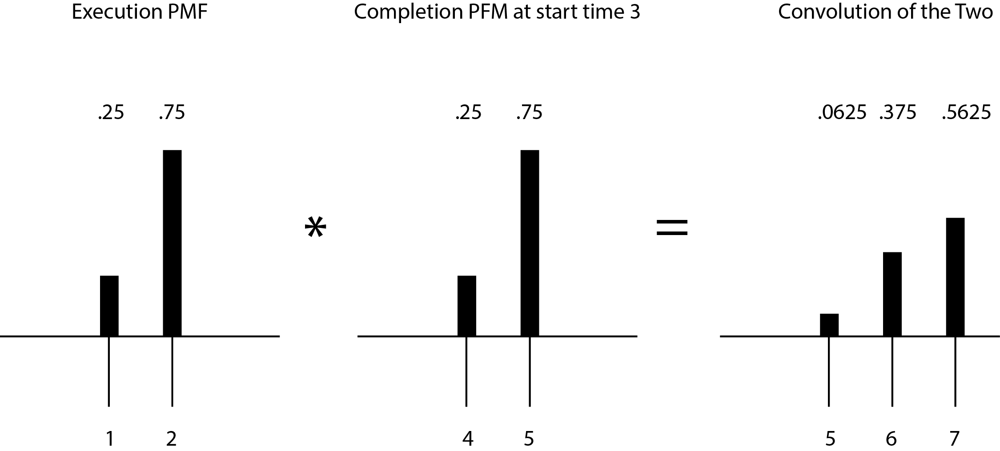 Execution PMF
Completion PFM at start time 3
Convolution of the Two
.25 .75
.25 .75
.0625 .375 .5625
*
=
1 2
4 5
5 6 7